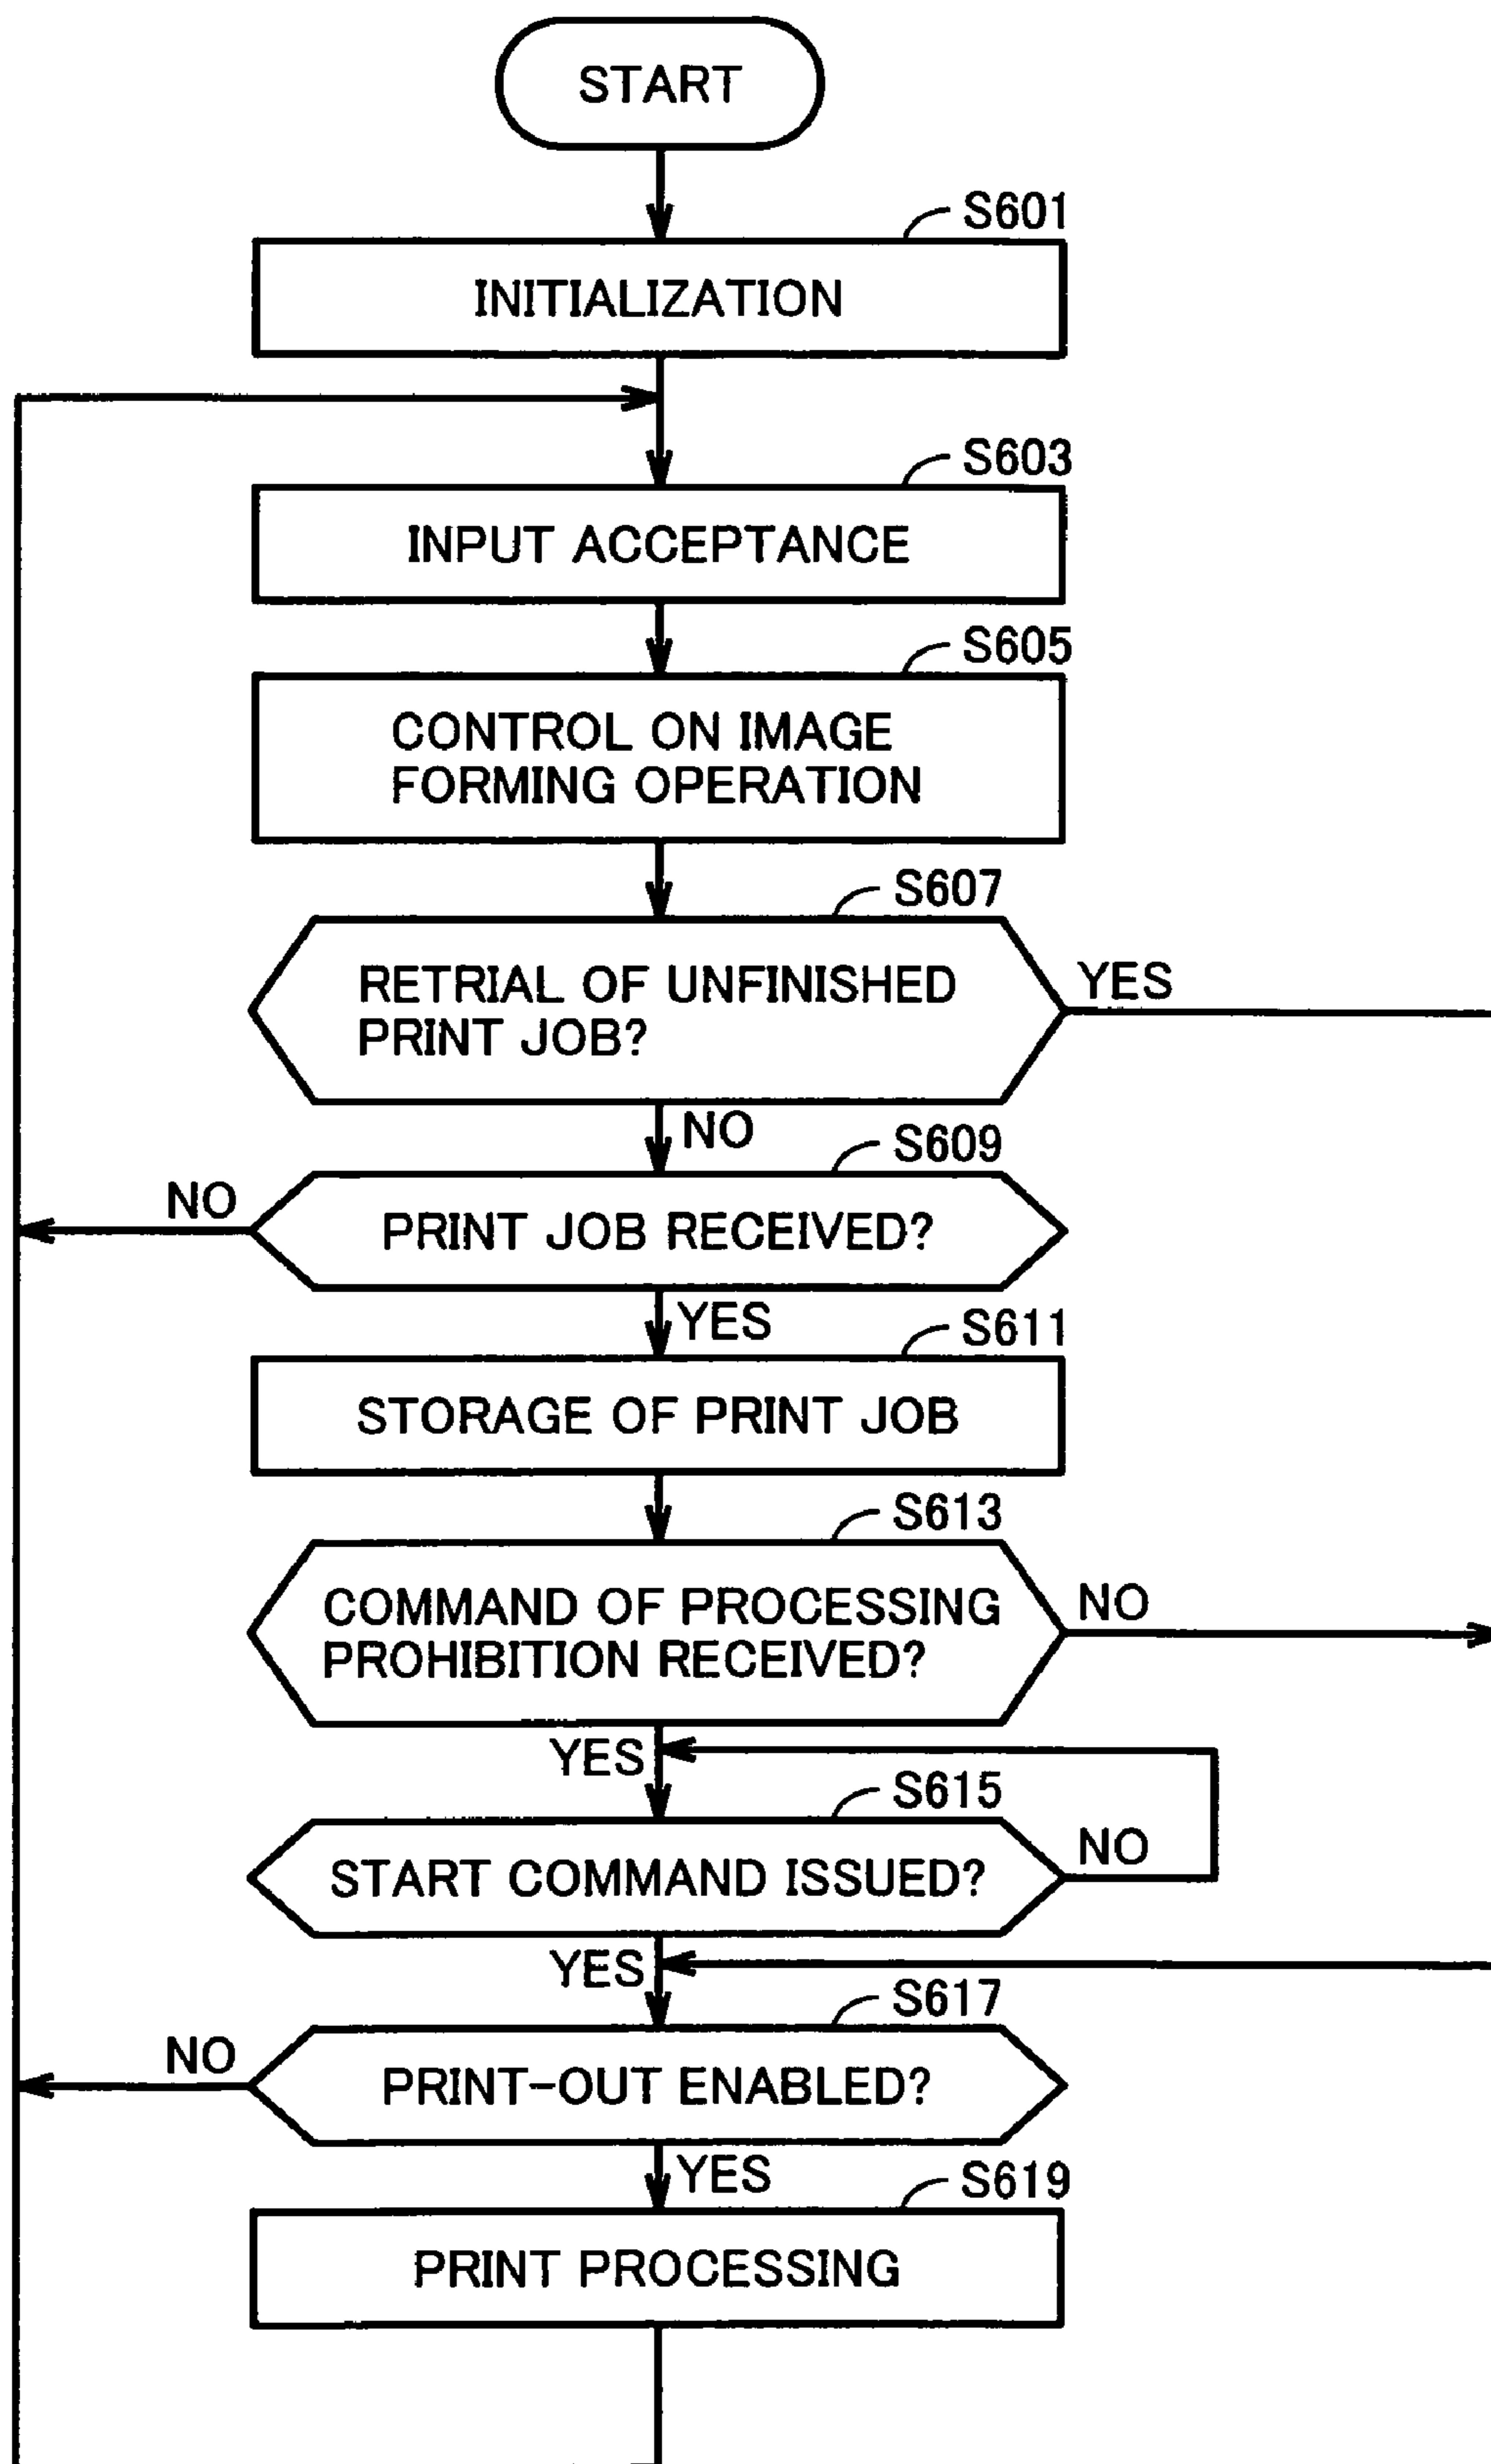 START
S601
INITIALIZATION
S603
INPUT ACCEPTANCE
S605
CONTROL ON IMAGE
FORMING OPERATION
S607
RETRIAL OF UNFINISHED
PRINT JOB?
YES
NO
S609
NO
PRINT JOB RECEIVED?
YES
S611
STORAGE OF PRINT JOB
S613
COMMAND OF PROCESSING
PROHIBITION RECEIVED?
NO
YES
S615
START COMMAND ISSUED?
NO
YES
S617
NO
PRINT-OUT ENABLED?
YES
S619
PRINT PROCESSING